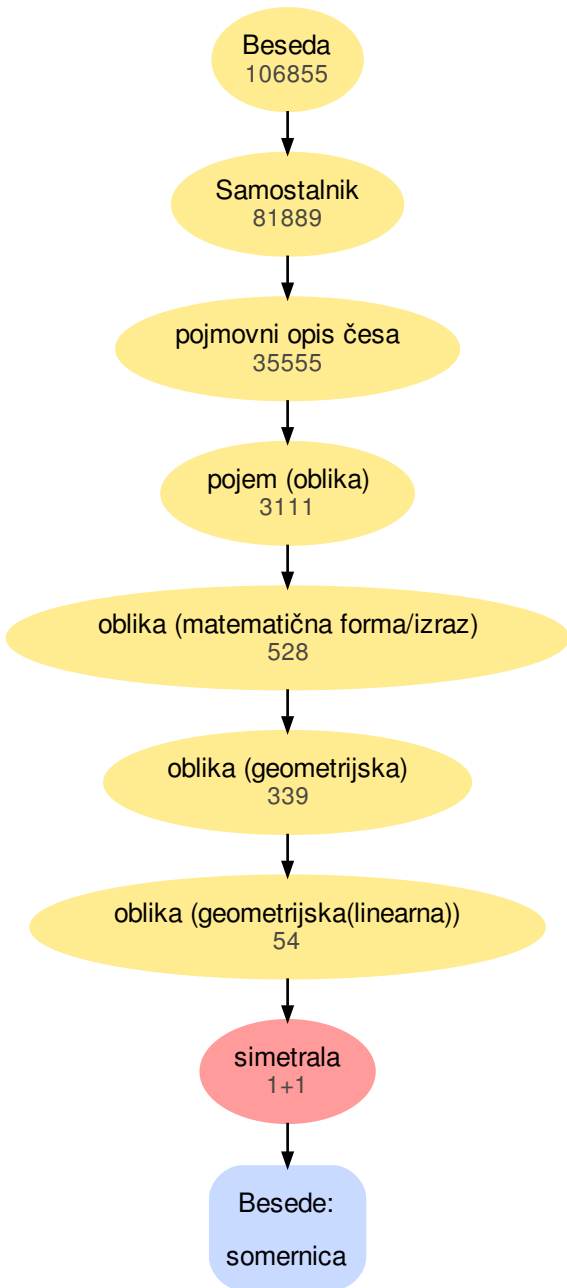 Beseda
106855
Samostalnik
81889
pojmovni opis česa
35555
pojem (oblika)
3111
oblika (matematična forma/izraz)
528
oblika (geometrijska)
339
oblika (geometrijska(linearna))
54
simetrala
1+1
Besede:
somernica